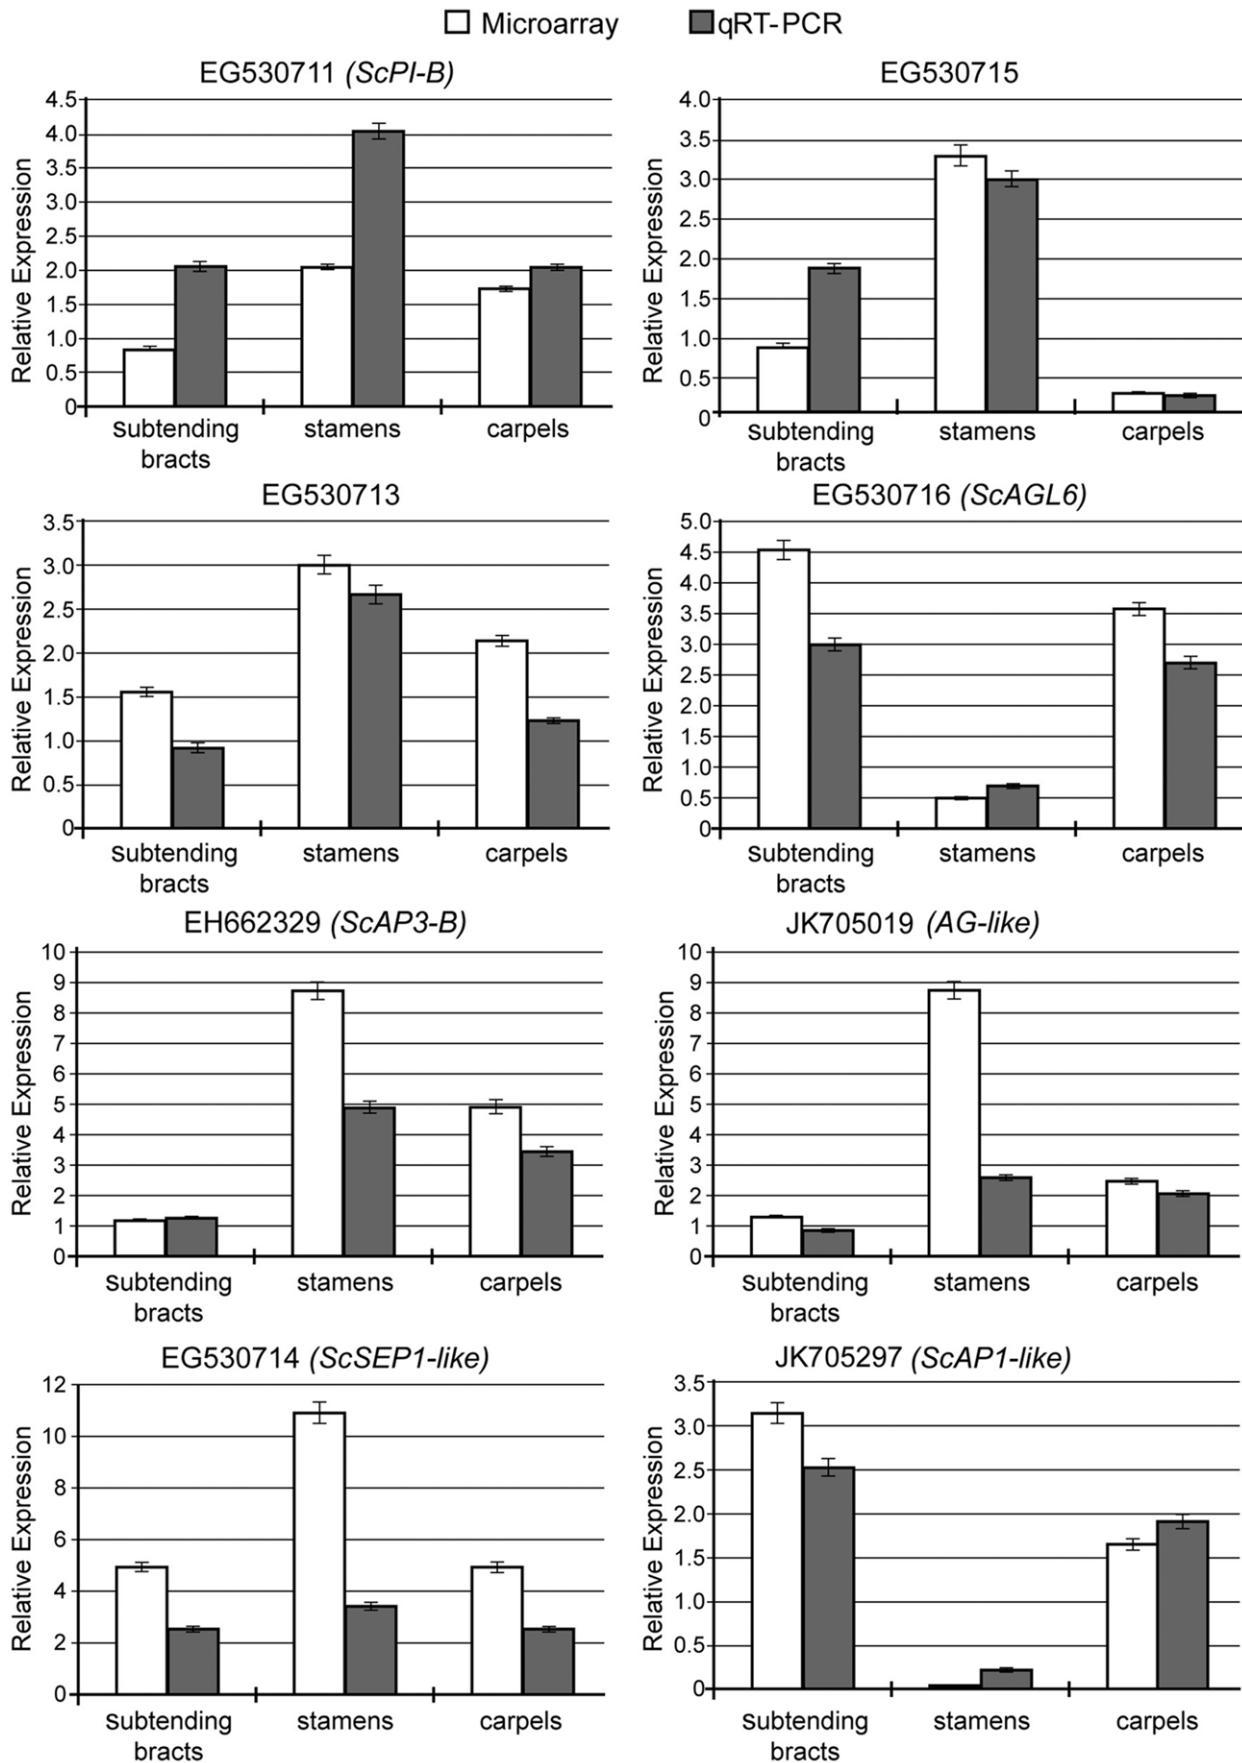 Microarray qRT-PCR
EG530711 (ScPI-B)
4.5
4.0
3.5
3.0
2.5
2.0
1.5
1.0
0.5
0
Relative Expression
subtending
bracts
stamens
carpels
EG530715
4.0
3.5
3.0
2.5
2.0
1.5
1.0
0.5
0
Relative Expression
subtending
bracts
stamens
carpels
EG530713
3.5
3.0
2.5
2.0
1.5
1.0
0.5
0
Relative Expression
subtending
bracts
stamens
carpels
EG530716 (ScAGL6)
5.0
4.5
4.0
3.5
3.0
2.5
2.0
1.5
1.0
0.5
0
Relative Expression
subtending
bracts
stamens
carpels
EH662329 (ScAP3-B)
10
9
8
7
6
5
4
3
2
1
0
Relative Expression
subtending
bracts
stamens
carpels
JK705019 (AG-like)
10
9
8
7
6
5
4
3
2
1
0
Relative Expression
subtending
bracts
stamens
carpels
EG530714 (ScSEP1-like)
12
10
8
6
4
2
0
Relative Expression
subtending
bracts
stamens
carpels
JK705297 (ScAP1-like)
3.5
3.0
2.5
2.0
1.5
1.0
0.5
0
Relative Expression
subtending
bracts
stamens
carpels